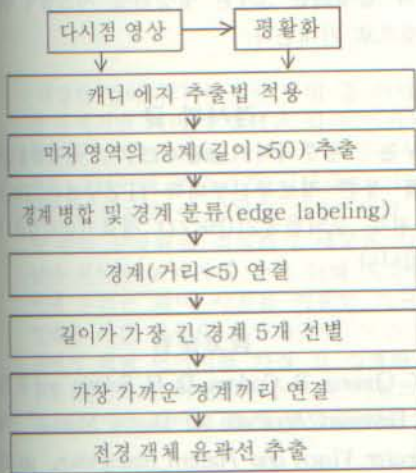 다시점 영상
평활화
캐니 에지 추출법 적용
미지 영역의 경계(길이>50) 추출
경계 병합 및 경계 분류(edge labeling)
경계(거리<5) 연결
길이가 가장 긴 경계 5개 선별
가장 가까운 경계끼리 연결
전경 객체 윤곽선 추출